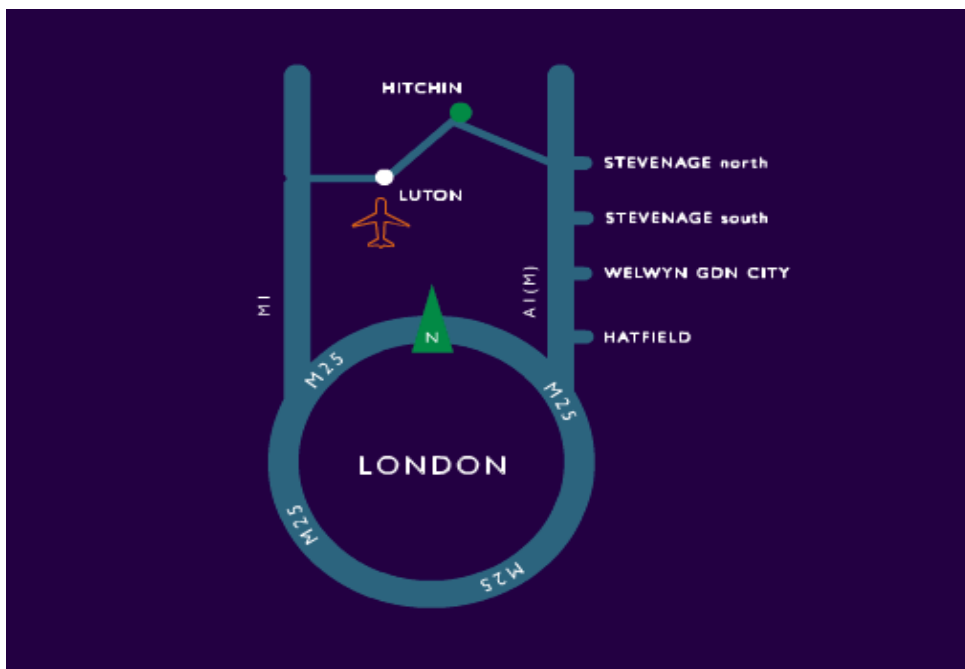 HITCHIN
STEVENAGE north
LUTON
STEVENAGE south
WELWYN GDN CITY
M1
A1(M)
N
HATFIELD
M25
M25
LONDON
M25
M25